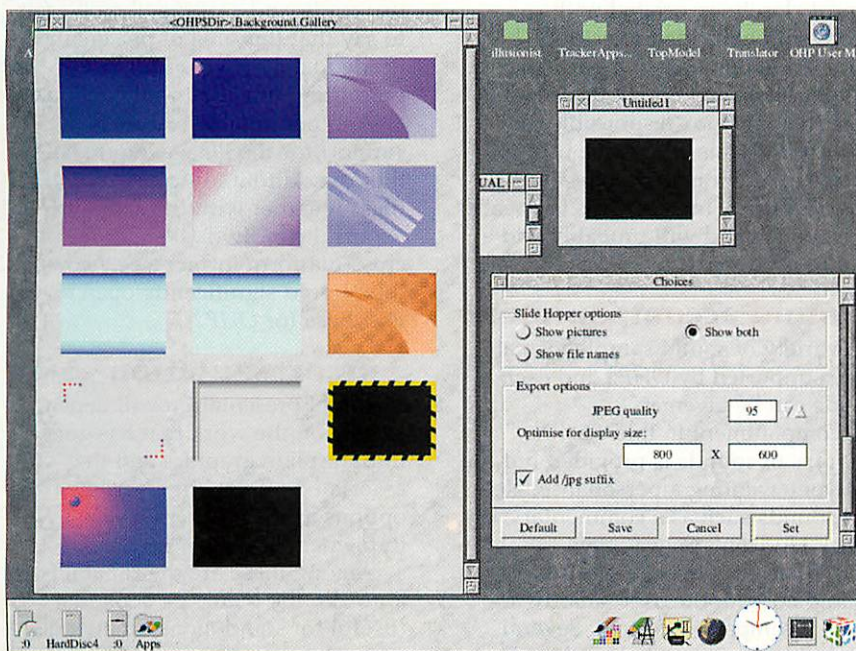 <OHP$Dir>.Background.Gallery
illusionist
TrackerApps...
TopModel
Translator
OHP User M
Untitled1
UAL
Choices
Slide Hopper options
Show pictures
Show both
Show file names
Export options
JPEG quality
95
Optimise for display size:
800 X 600
Add /jpg suffix
Default
Save
Cancel
Set
:0
HardDisc4
:0
Apps